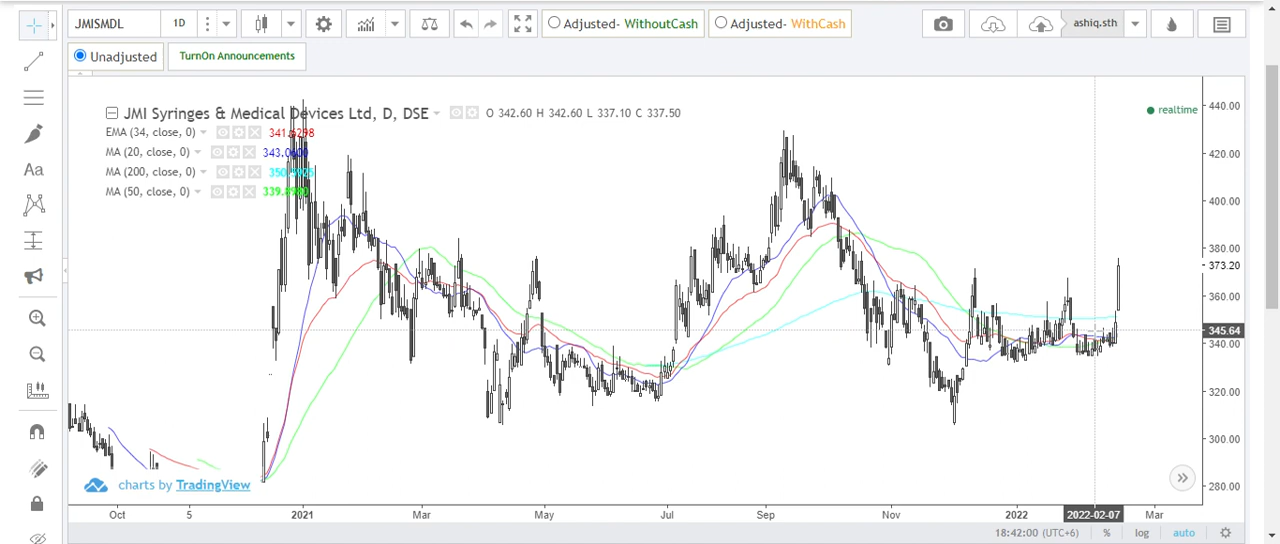 JMISMDL 1D Adjusted- WithoutCash Adjusted- WithCash ashiq.sth
Unadjusted TurnOn Announcements
JMI Syringes & Medical Devices Ltd, D, DSE O 342.60 H 342.60 L 337.10 C 337.50
realtime
EMA (34, close, 0) 341.6298
MA (20, close, 0)
MA (200, close, 0)
MA (50, close, 0)
Aa
440.00
420.00
400.00
380.00
373.20
360.00
345.64
340.00
320.00
300.00
280.00
charts by TradingView
Oct 5 2021 Mar May Jul Sep Nov 2022 2022-02-07 Mar
18:42:00 (UTC+6) % log auto